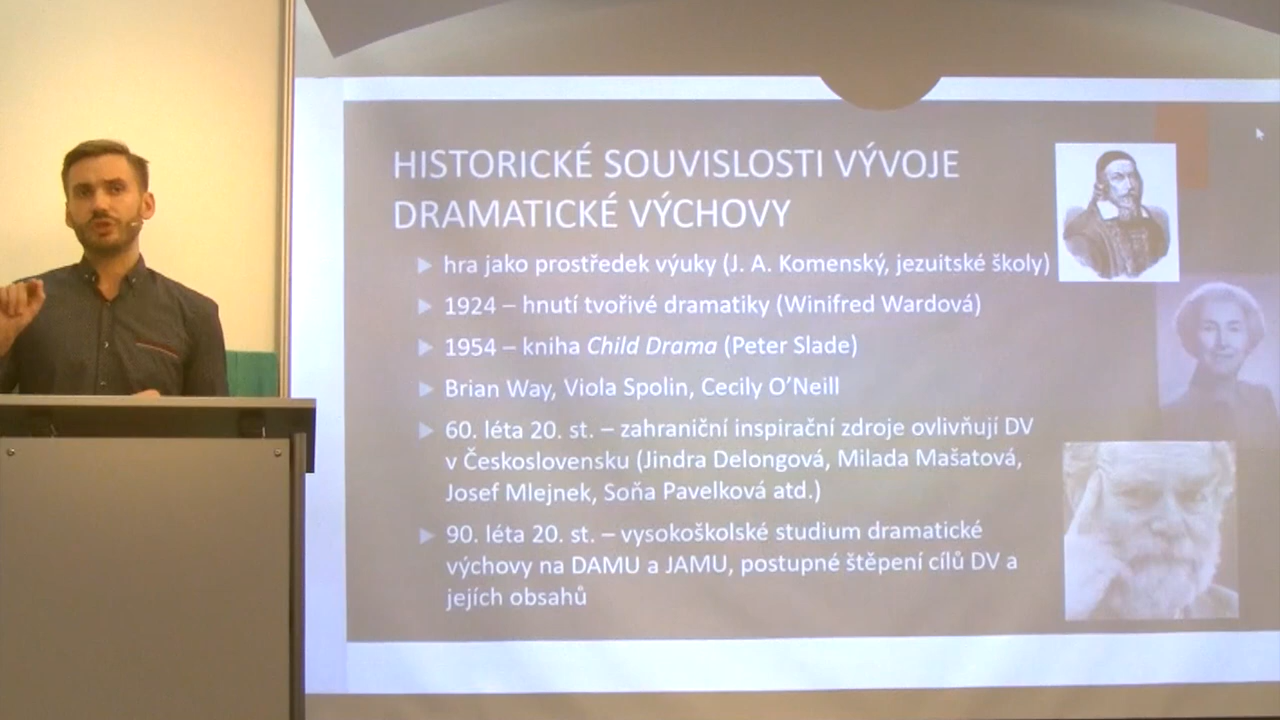 HISTORICKÉ SOUVISLOSTI VÝVOJE
DRAMATICKÉ VÝCHOVY
hra jako prostředek výuky (J. A. Komenský, jezuitské školy)
1924 – hnutí tvořivé dramatiky (Winifred Wardová)
1954 – kniha Child Drama (Peter Slade)
Brian Way, Viola Spolin, Cecily O'Neill
60. léta 20. st. – zahraniční inspirační zdroje ovlivňují DV
v Československu (Jindra Delongová, Milada Mašatová,
Josef Mlejnek, Soňa Pavelková atd.)
90. léta 20. st. – vysokoškolské studium dramatické
výchovy na DAMU a JAMU, postupné štěpení cílů DV a
jejích obsahů